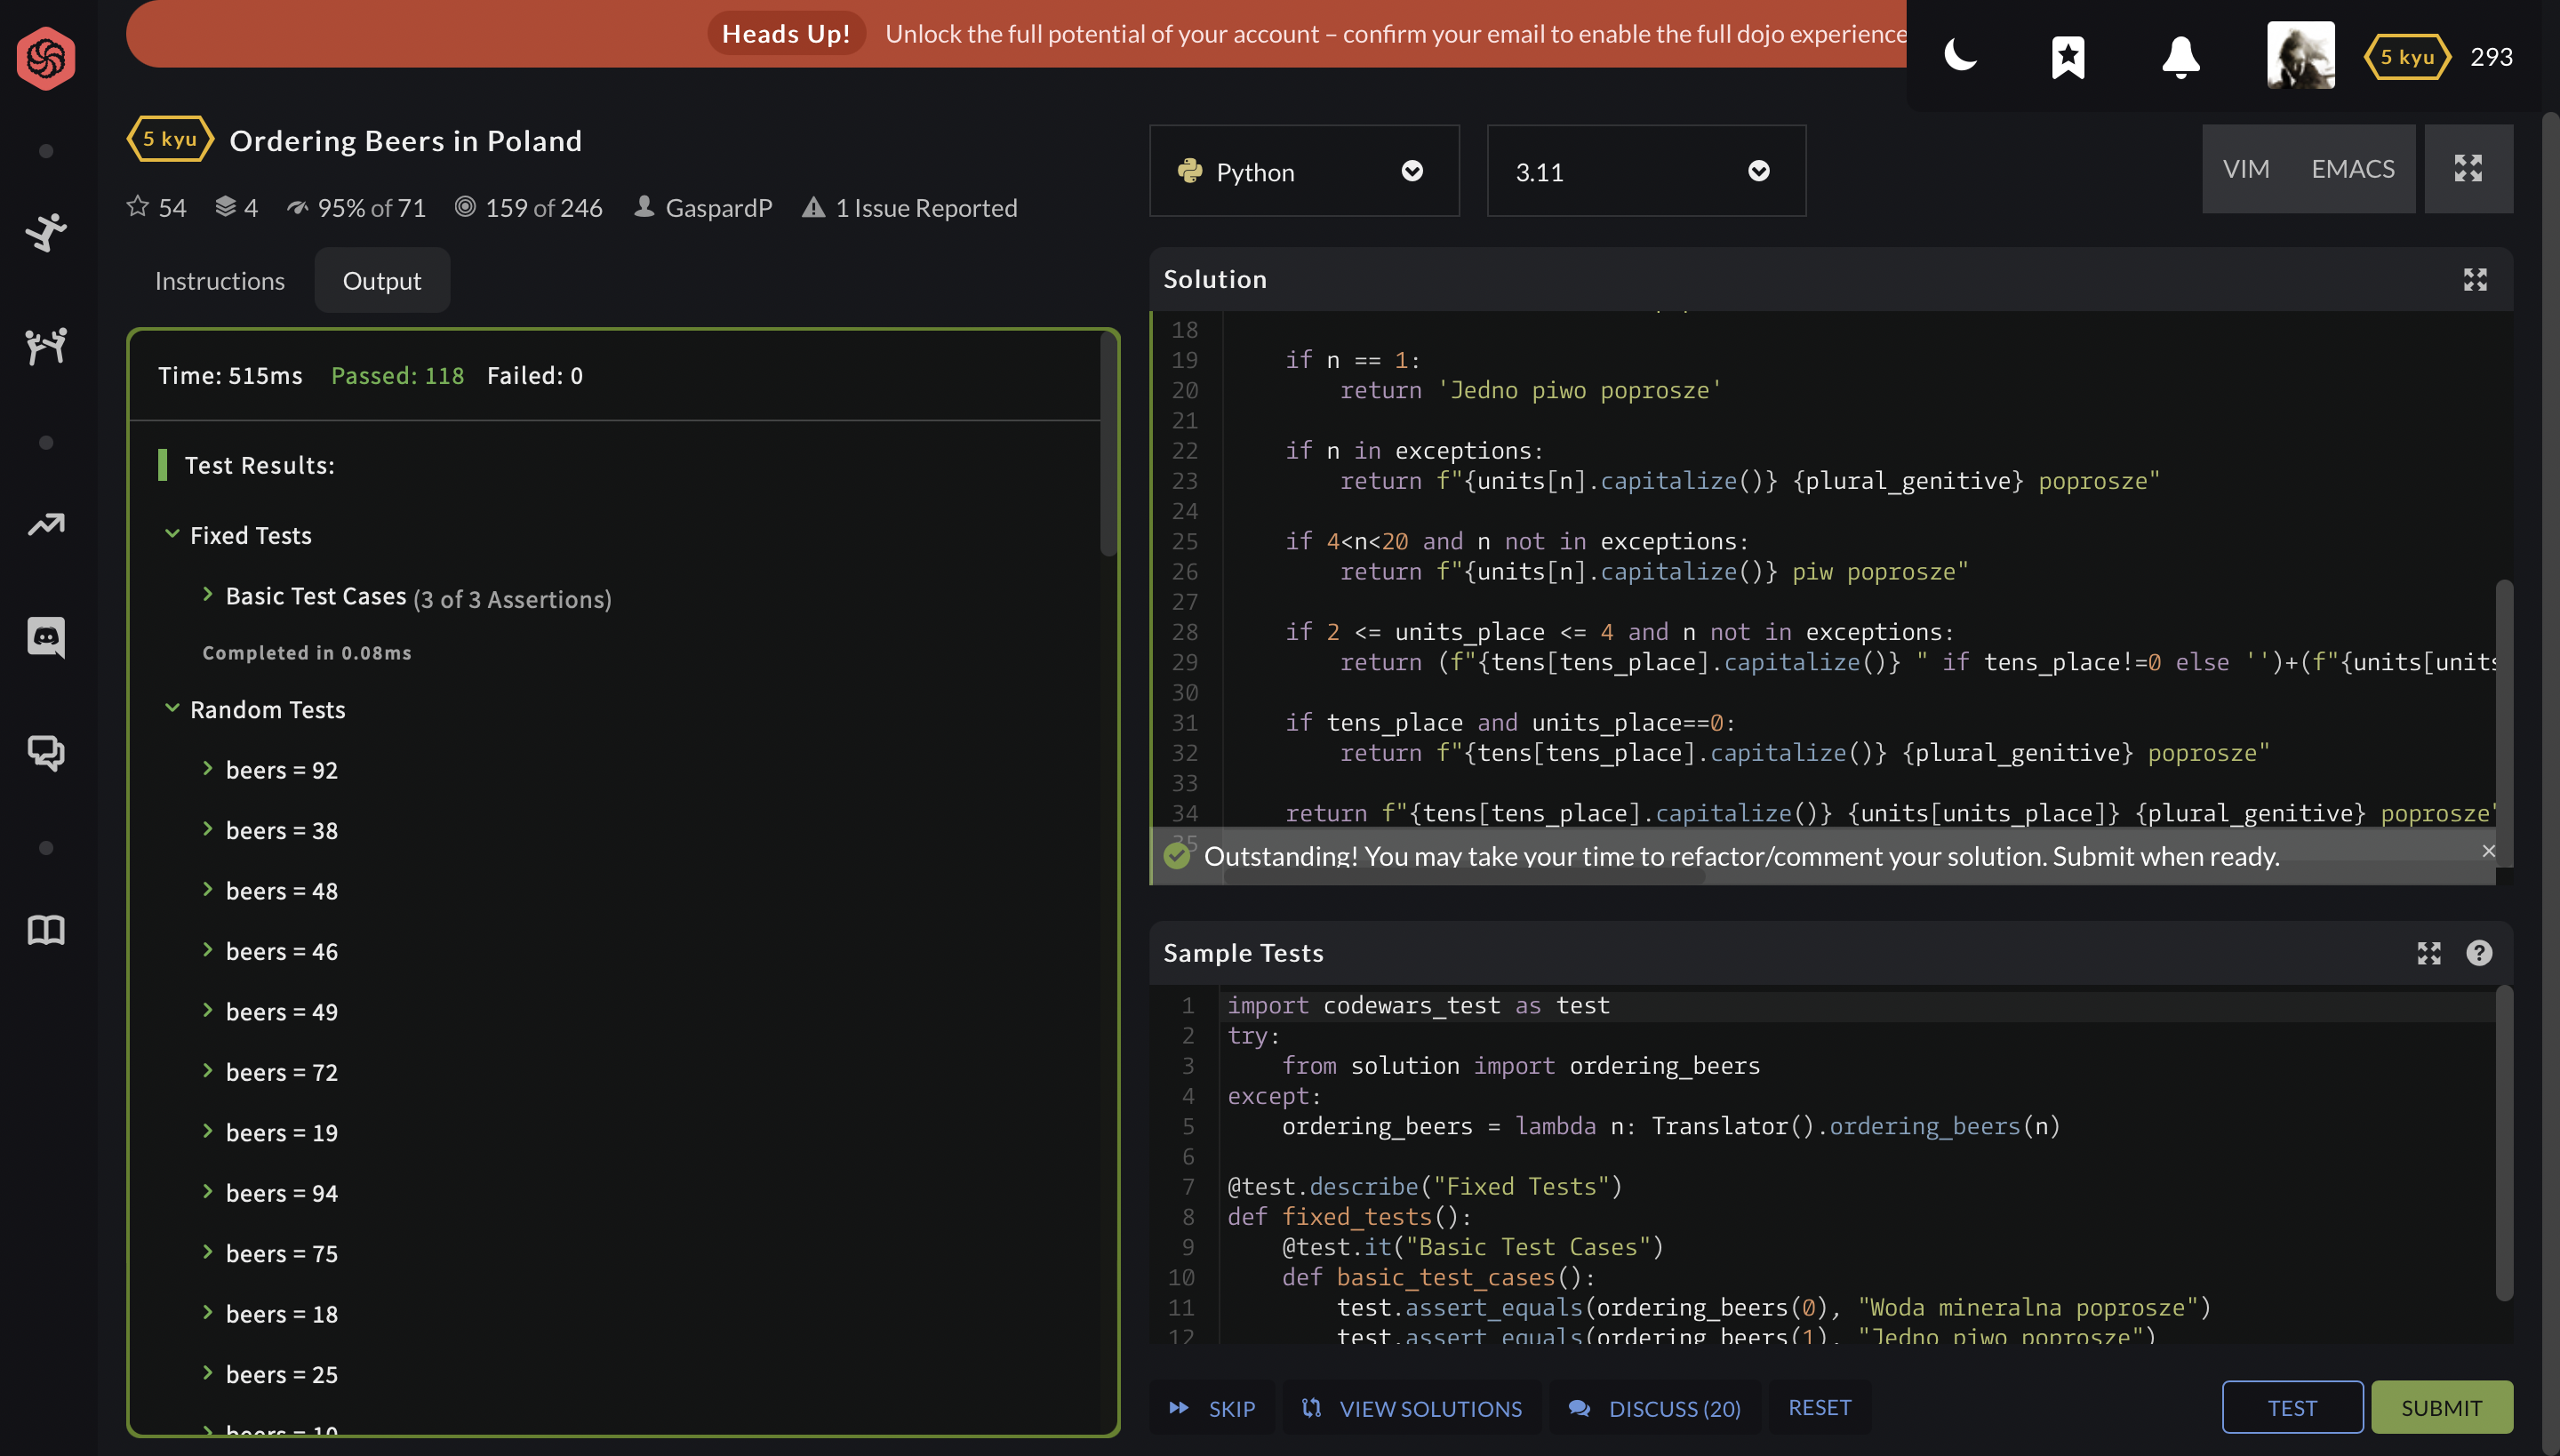 Heads Up! Unlock the full potential of your account – confirm your email to enable the full dojo experience
5 kyu 293
5 kyu Ordering Beers in Poland
54 4 95% of 71 159 of 246 GaspardP 1 Issue Reported
Instructions Output
Time: 515ms Passed: 118 Failed: 0
Test Results:
Fixed Tests
Basic Test Cases (3 of 3 Assertions)
Completed in 0.08ms
Random Tests
beers = 92
beers = 38
beers = 48
beers = 46
beers = 49
beers = 72
beers = 19
beers = 94
beers = 75
beers = 18
beers = 25
beers = 10
Python 3.11 VIM EMACS
Solution
18
19 if n == 1:
20 return 'Jedno piwo poprosze'
21
22 if n in exceptions:
23 return f"{units[n].capitalize()} {plural_genitive} poprosze"
24
25 if 4<n<20 and n not in exceptions:
26 return f"{units[n].capitalize()} piw poprosze"
27
28 if 2 <= units_place <= 4 and n not in exceptions:
29 return (f"{tens[tens_place].capitalize()} " if tens_place!=0 else '')+(f"{units[units
30
31 if tens_place and units_place==0:
32 return f"{tens[tens_place].capitalize()} {plural_genitive} poprosze"
33
34 return f"{tens[tens_place].capitalize()} {units[units_place]} {plural_genitive} poprosze"
35
Outstanding! You may take your time to refactor/comment your solution. Submit when ready.
Sample Tests
1 import codewars_test as test
2 try:
3 from solution import ordering_beers
4 except:
5 ordering_beers = lambda n: Translator().ordering_beers(n)
6
7 @test.describe("Fixed Tests")
8 def fixed_tests():
9 @test.it("Basic Test Cases")
10 def basic_test_cases():
11 test.assert_equals(ordering_beers(0), "Woda mineralna poprosze")
12 test.assert_equals(ordering_beers(1), "Jedno piwo poprosze")
SKIP VIEW SOLUTIONS DISCUSS (20) RESET TEST SUBMIT